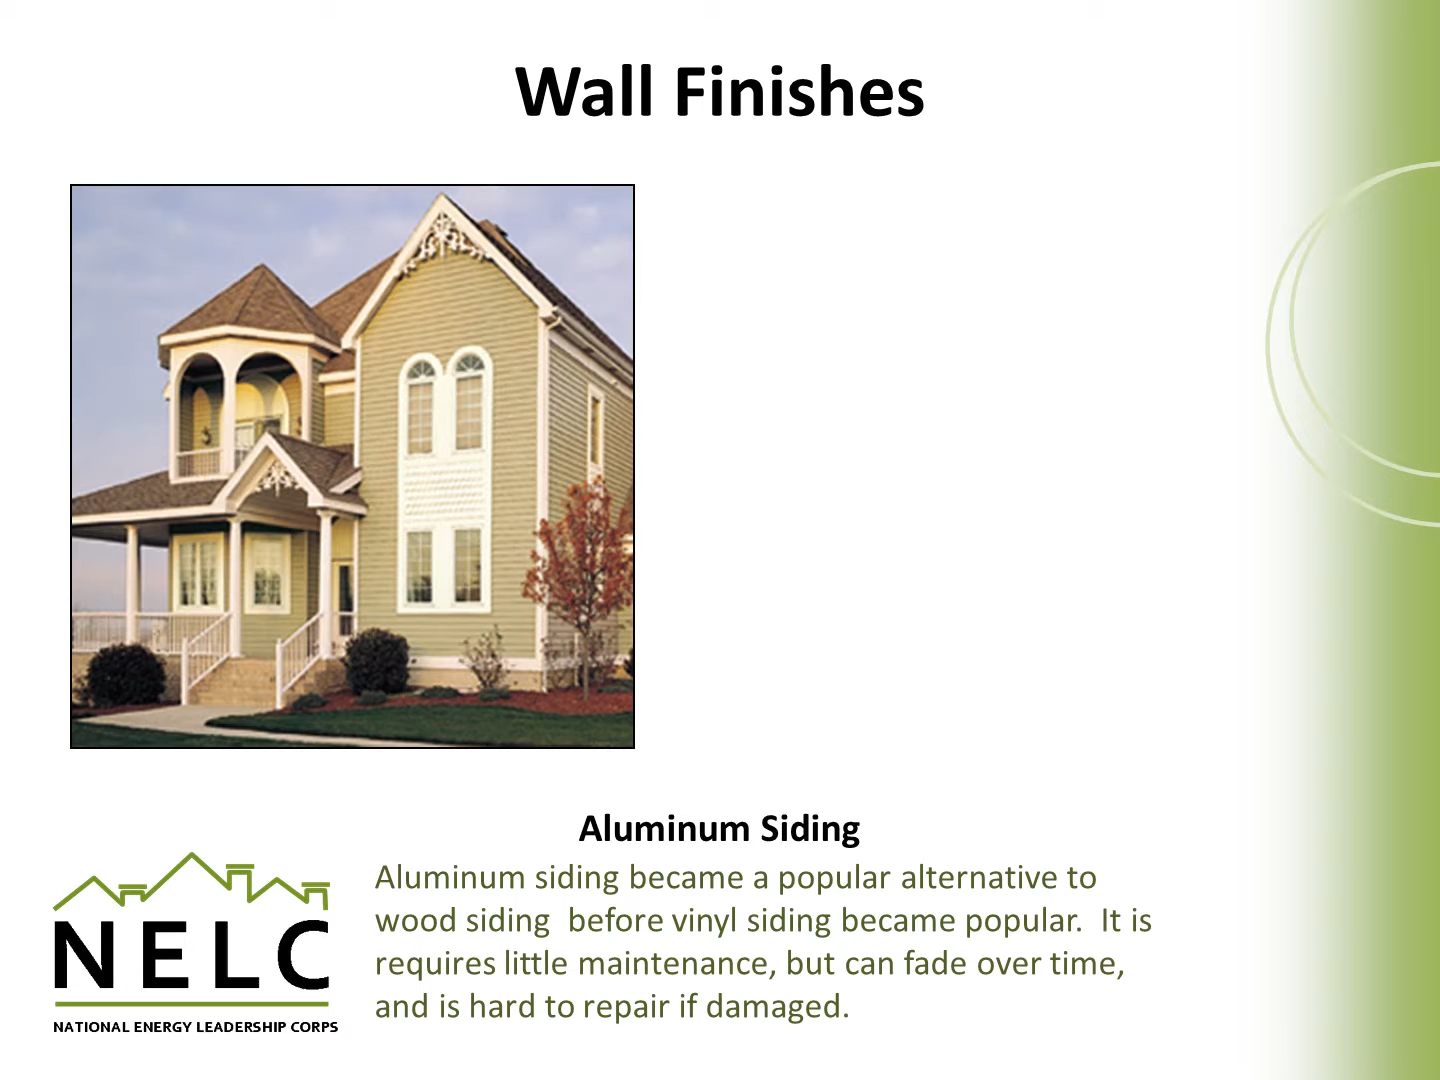 Wall Finishes
Aluminum Siding
Aluminum siding became a popular alternative to
wood siding  before vinyl siding became popular.  It is
requires little maintenance, but can fade over time,
and is hard to repair if damaged.
NELC
NATIONAL ENERGY LEADERSHIP CORPS